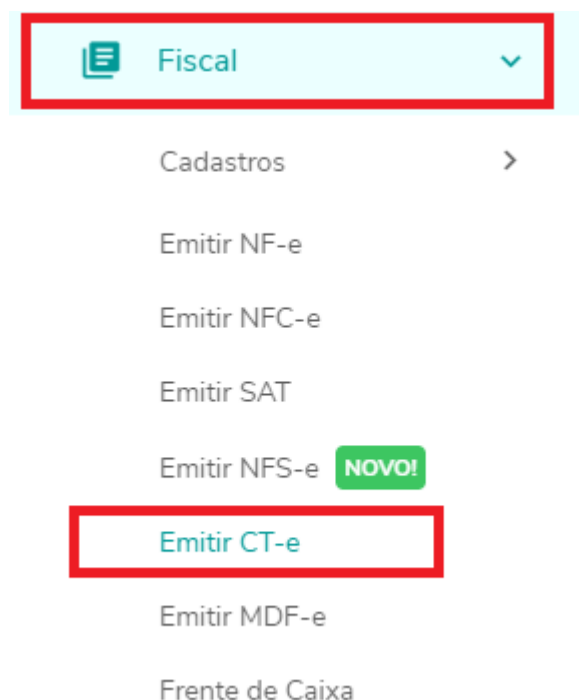 Fiscal
Cadastros
Emitir NF-e
Emitir NFC-e
Emitir SAT
Emitir NFS-e NOVO!
Emitir CT-e
Emitir MDF-e
Frente de Caixa